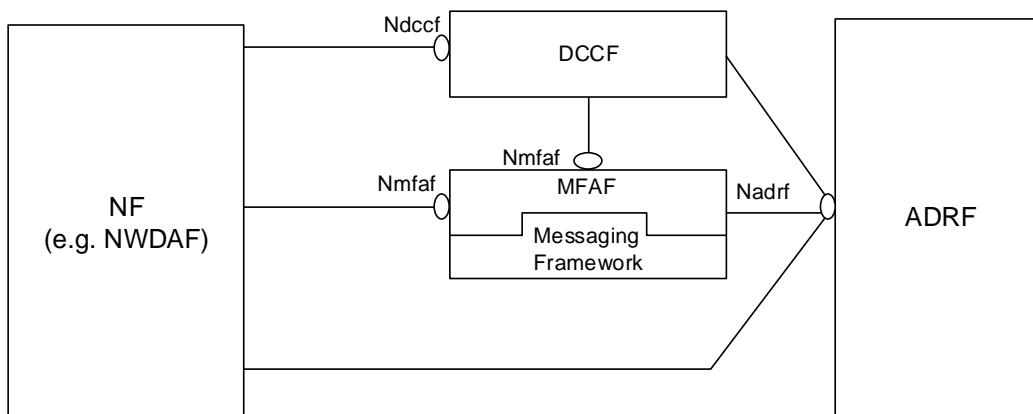 Ndccf
DCCF
Nmfaf
Nmfaf
MFAF
Nadrf
NF
(e.g. NWDAF)
Messaging
Framework
ADRF